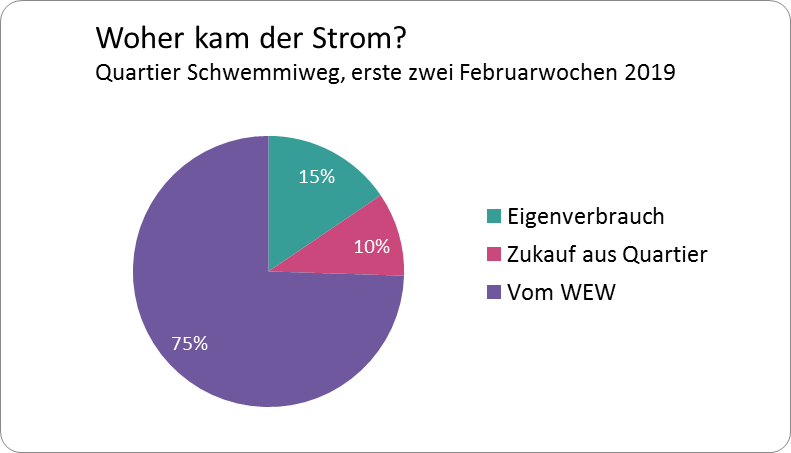 Woher kam der Strom?
Quartier Schwemmiweg, erste zwei Februarwochen 2019
15%
Eigenverbrauch
10%
Zukauf aus Quartier
Vom WEW
75%